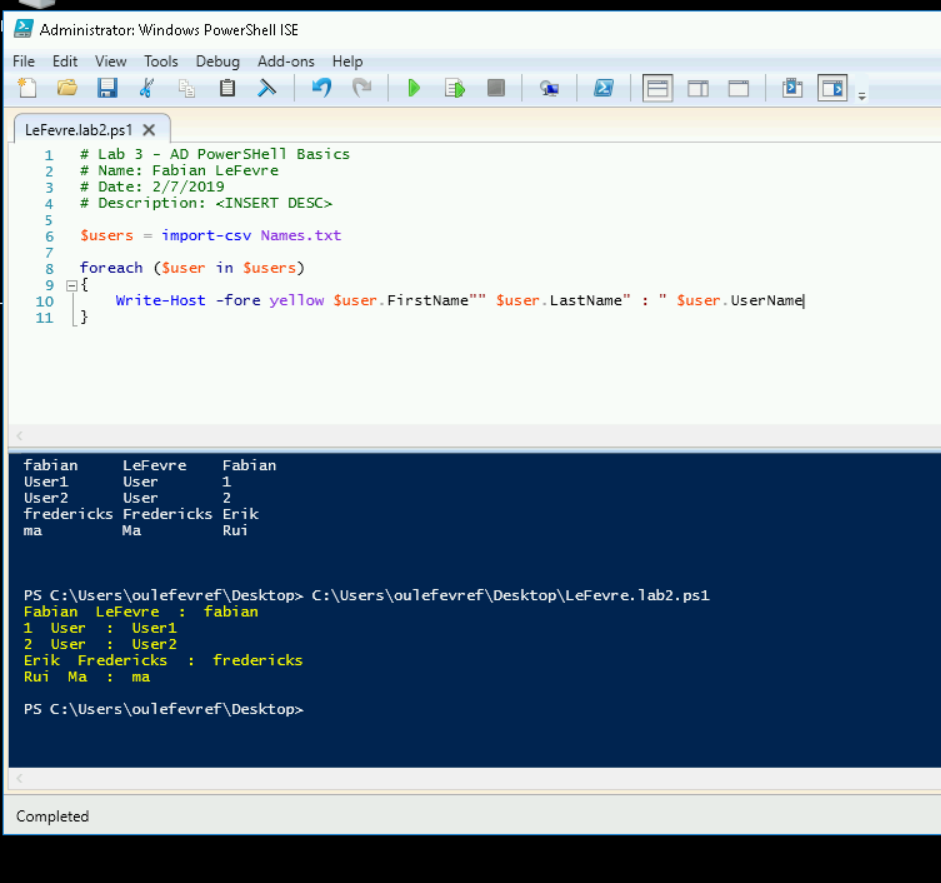 Administrator: Windows PowerShell ISE
File Edit View Tools Debug Add-ons Help
LeFevre.lab2.ps1
1 # Lab 3 - AD PowerSHell Basics
2 # Name: Fabian LeFevre
3 # Date: 2/7/2019
4 # Description: <INSERT DESC>
5
6 $users = import-csv Names.txt
7
8 foreach ($user in $users)
9 {
10 Write-Host -fore yellow $user.FirstName"" $user.LastName" : " $user.UserName
11 }
fabian LeFevre Fabian
User1 User 1
User2 User 2
fredericks Fredericks Erik
ma Ma Rui
PS C:\Users\oulefevref\Desktop> C:\Users\oulefevref\Desktop\LeFevre.lab2.ps1
Fabian LeFevre : fabian
1 User : User1
2 User : User2
Erik Fredericks : fredericks
Rui Ma : ma
PS C:\Users\oulefevref\Desktop>
Completed